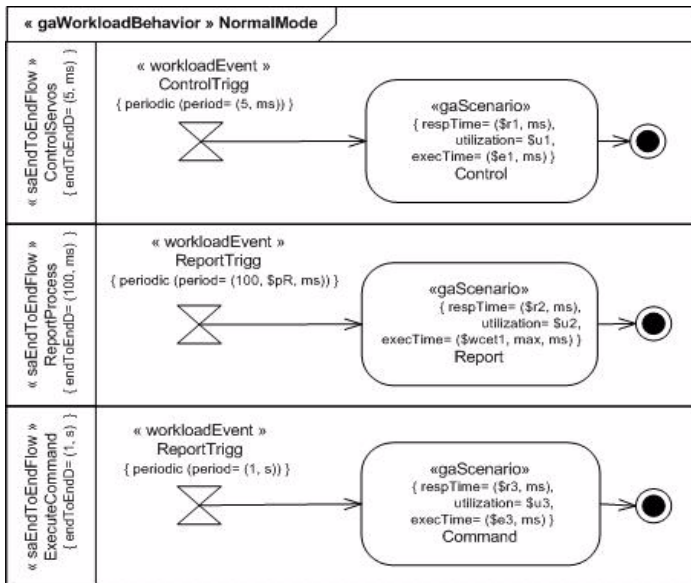 « gaWorkloadBehavior » NormalMode
« saEndToEndFlow »
ControlServos
{ endToEndD= (5, ms) }
« workloadEvent »
ControlTrigg
{ periodic (period= (5, ms)) }
«gaScenario»
{ respTime= ($r1, ms),
utilization= $u1,
execTime= ($e1, ms) }
Control
« saEndToEndFlow »
ReportProcess
{ endToEndD= (100, ms) }
« workloadEvent »
ReportTrigg
{ periodic (period= (100, $pR, ms)) }
«gaScenario»
{ respTime= ($r2, ms),
utilization= $u2,
execTime= ($wcet1, max, ms) }
Report
« saEndToEndFlow »
ExecuteCommand
{ endToEndD= (1, s) }
« workloadEvent »
ReportTrigg
{ periodic (period= (1, s)) }
«gaScenario»
{ respTime= ($r3, ms),
utilization= $u3,
execTime= ($e3, ms) }
Command